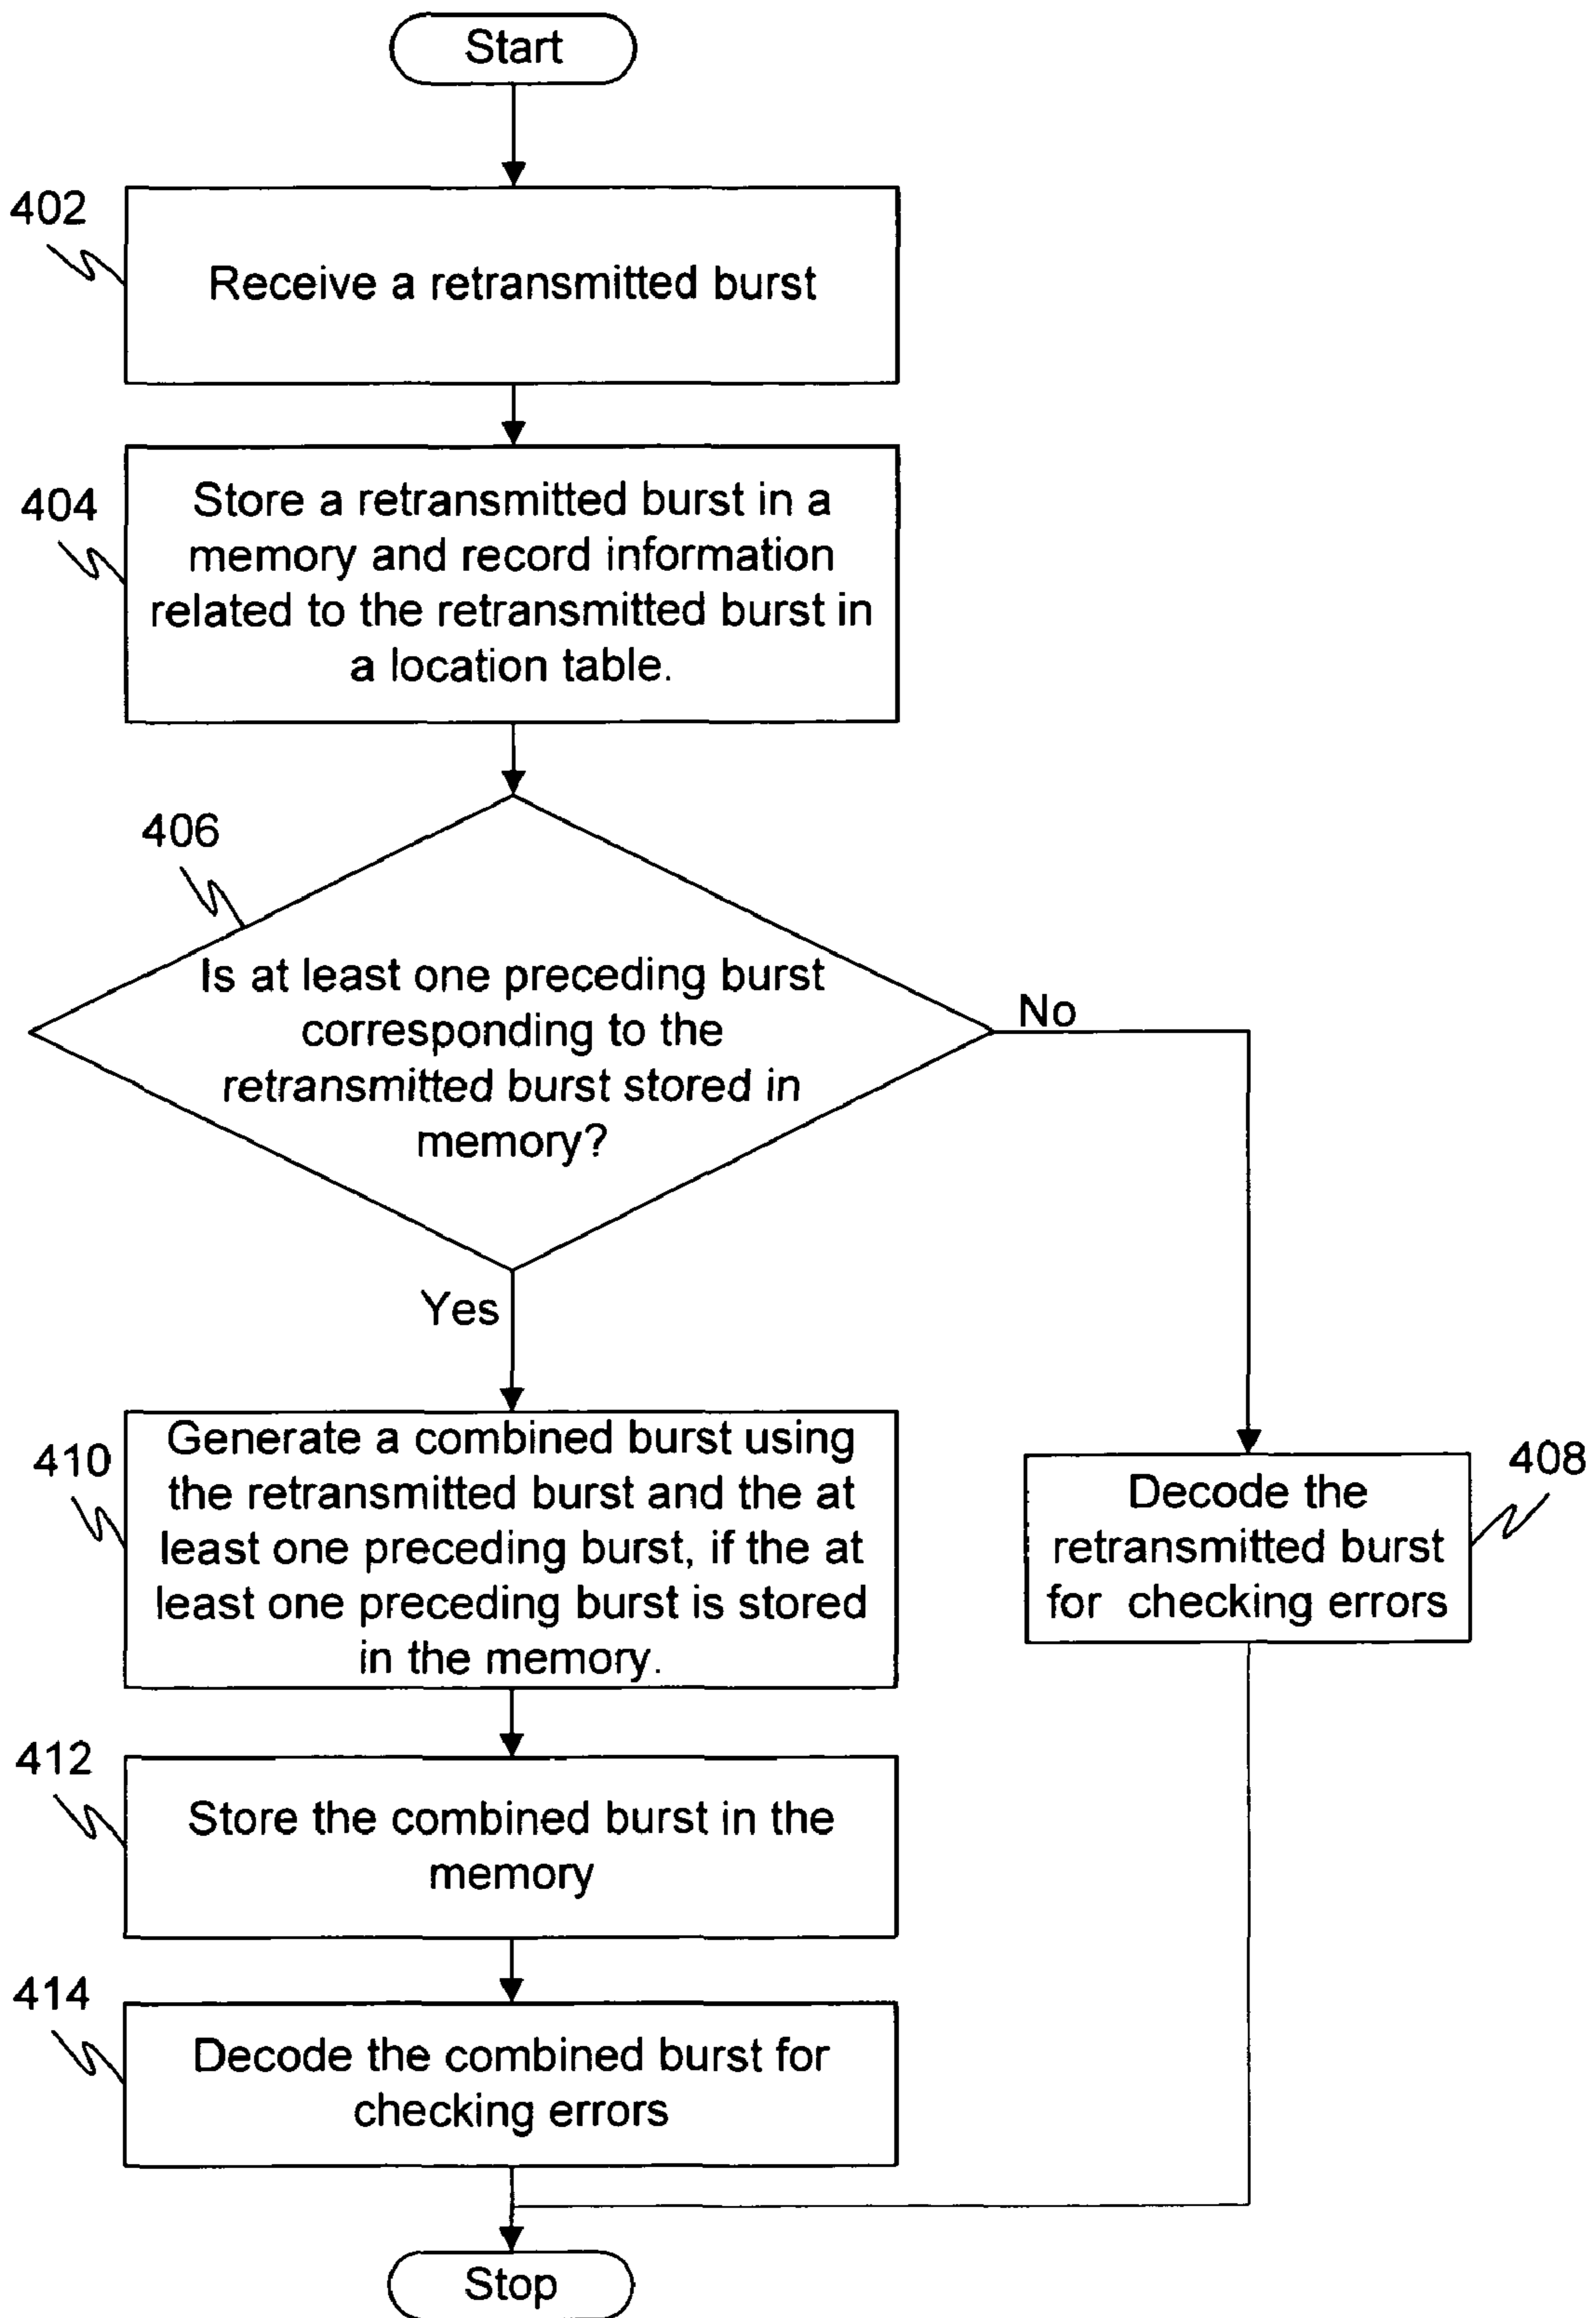 Start
402
Receive a retransmitted burst
404
Store a retransmitted burst in a
memory and record information
related to the retransmitted burst in
a location table.
406
Is at least one preceding burst
corresponding to the
retransmitted burst stored in
memory?
No
Yes
410
Generate a combined burst using
the retransmitted burst and the at
least one preceding burst, if the at
least one preceding burst is stored
in the memory.
408
Decode the
retransmitted burst
for checking errors
412
Store the combined burst in the
memory
414
Decode the combined burst for
checking errors
Stop